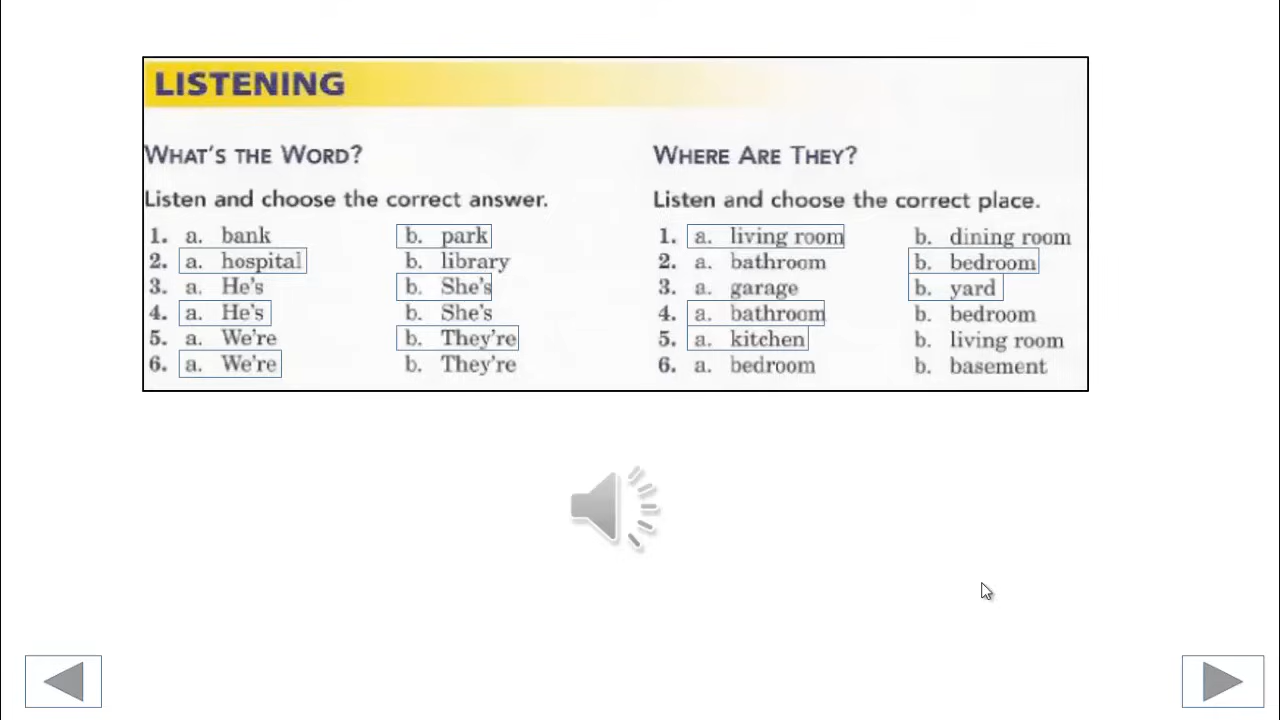 LISTENING
WHAT'S THE WORD?
Listen and choose the correct answer.
1. a. bank b. park
2. a. hospital b. library
3. a. He's b. She's
4. a. He's b. She's
5. a. We're b. They're
6. a. We're b. They're
WHERE ARE THEY?
Listen and choose the correct place.
1. a. living room b. dining room
2. a. bathroom b. bedroom
3. a. garage b. yard
4. a. bathroom b. bedroom
5. a. kitchen b. living room
6. a. bedroom b. basement